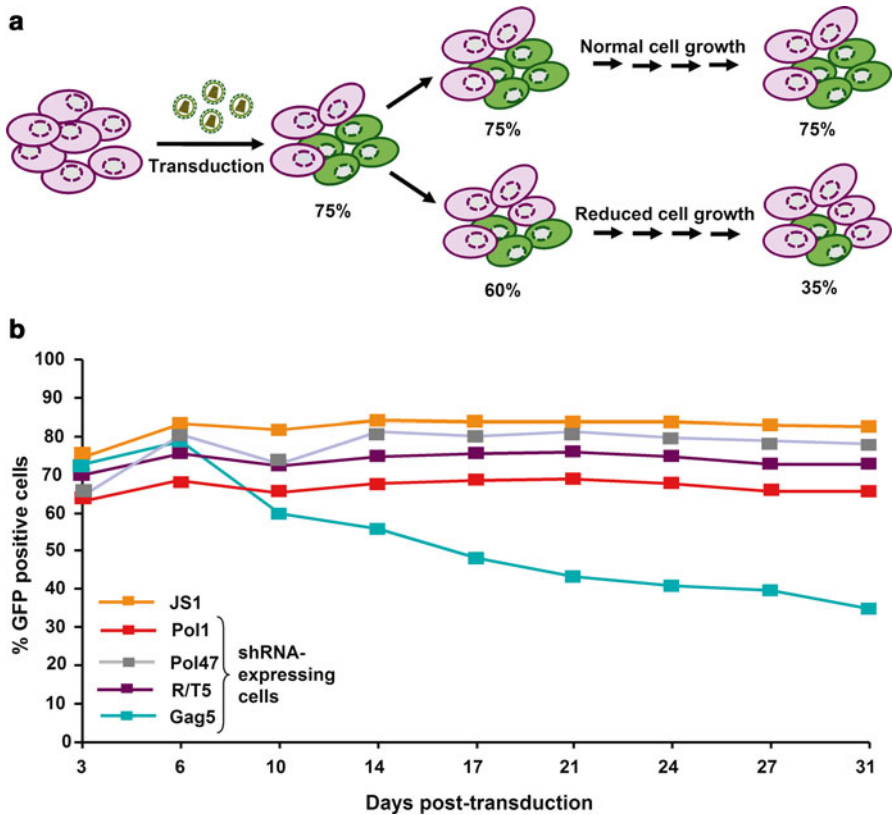 a
Transduction
75%
75%
Normal cell growth
75%
60%
Reduced cell growth
35%
b
% GFP positive cells
100
90
80
70
60
50
40
30
20
10
0
JS1
Pol1
Pol47
R/T5
Gag5
shRNA-
expressing
cells
3 6 10 14 17 21 24 27 31
Days post-transduction